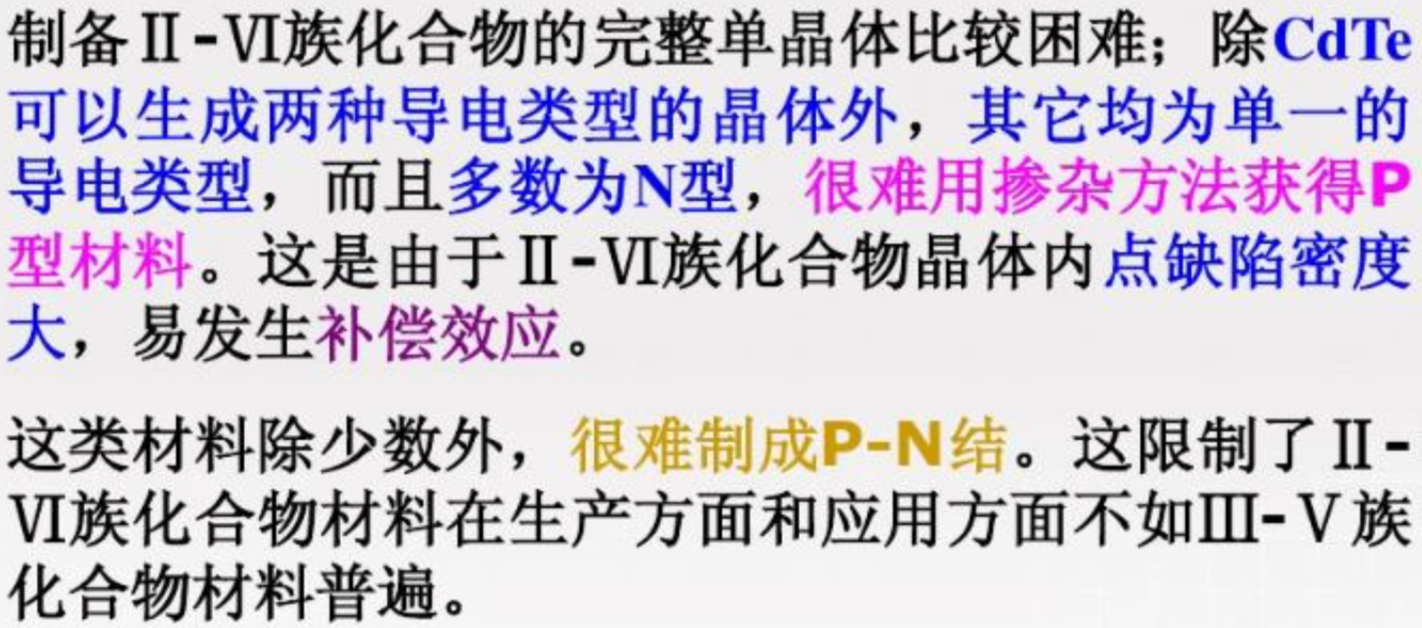 制备Ⅱ-Ⅵ族化合物的完整单晶体比较困难；除CdTe
可以生成两种导电类型的晶体外，其它均为单一的
导电类型，而且多数为N型，很难用掺杂方法获得P
型材料。这是由于Ⅱ-Ⅵ族化合物晶体内点缺陷密度
大，易发生补偿效应。
这类材料除少数外，很难制成P-N结。这限制了Ⅱ-
Ⅵ族化合物材料在生产方面和应用方面不如Ⅲ-Ⅴ族
化合物材料普遍。